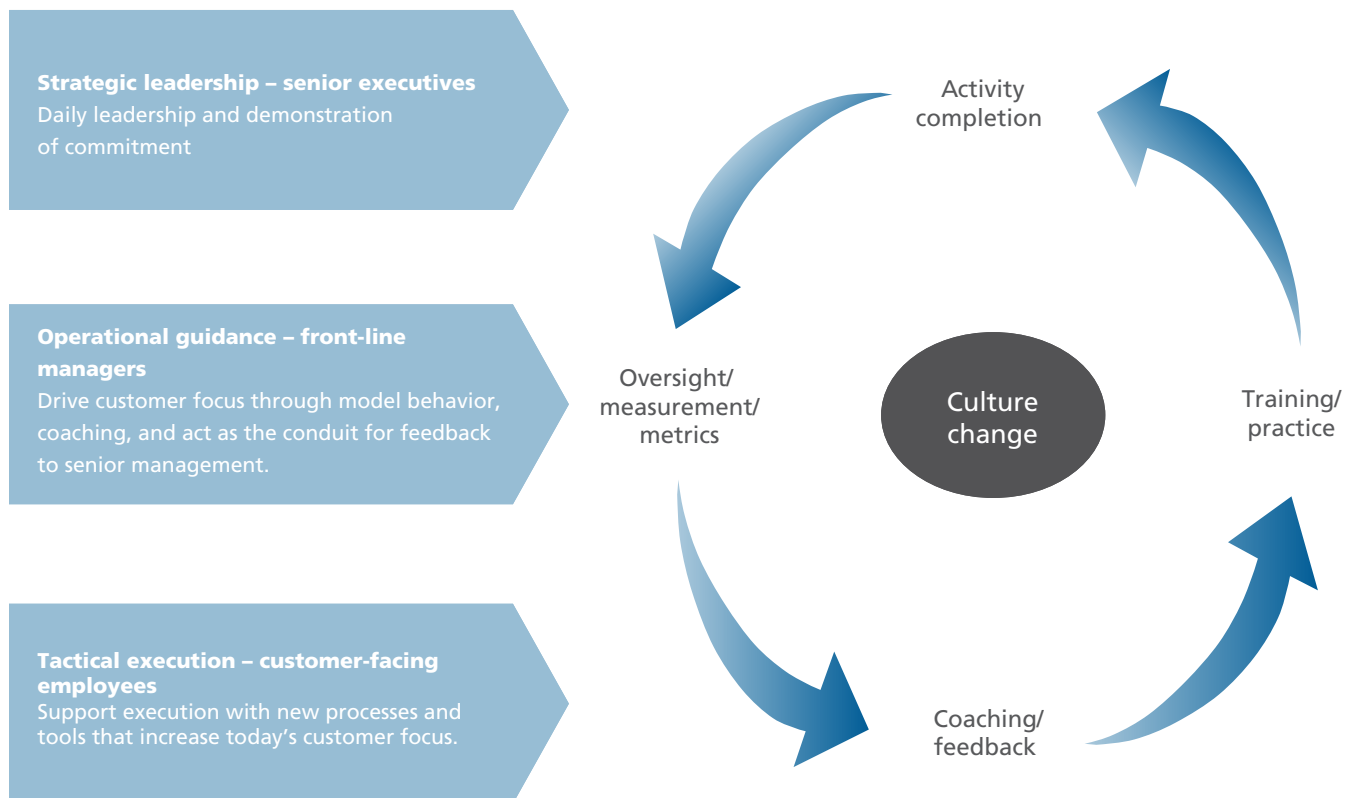 Strategic leadership – senior executives
Daily leadership and demonstration
of commitment
Operational guidance – front-line
managers
Drive customer focus through model behavior,
coaching, and act as the conduit for feedback
to senior management.
Tactical execution – customer-facing
employees
Support execution with new processes and
tools that increase today’s customer focus.
Activity
completion
Oversight/
measurement/
metrics
Culture
change
Training/
practice
Coaching/
feedback